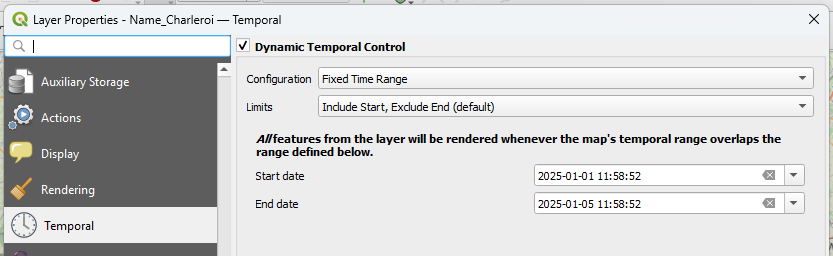 Layer Properties - Name_Charleroi — Temporal
Dynamic Temporal Control
Auxiliary Storage
Configuration Fixed Time Range
Actions
Limits Include Start, Exclude End (default)
Display
All features from the layer will be rendered whenever the map's temporal range overlaps the
range defined below.
Rendering
Start date 2025-01-01 11:58:52
Temporal
End date 2025-01-05 11:58:52